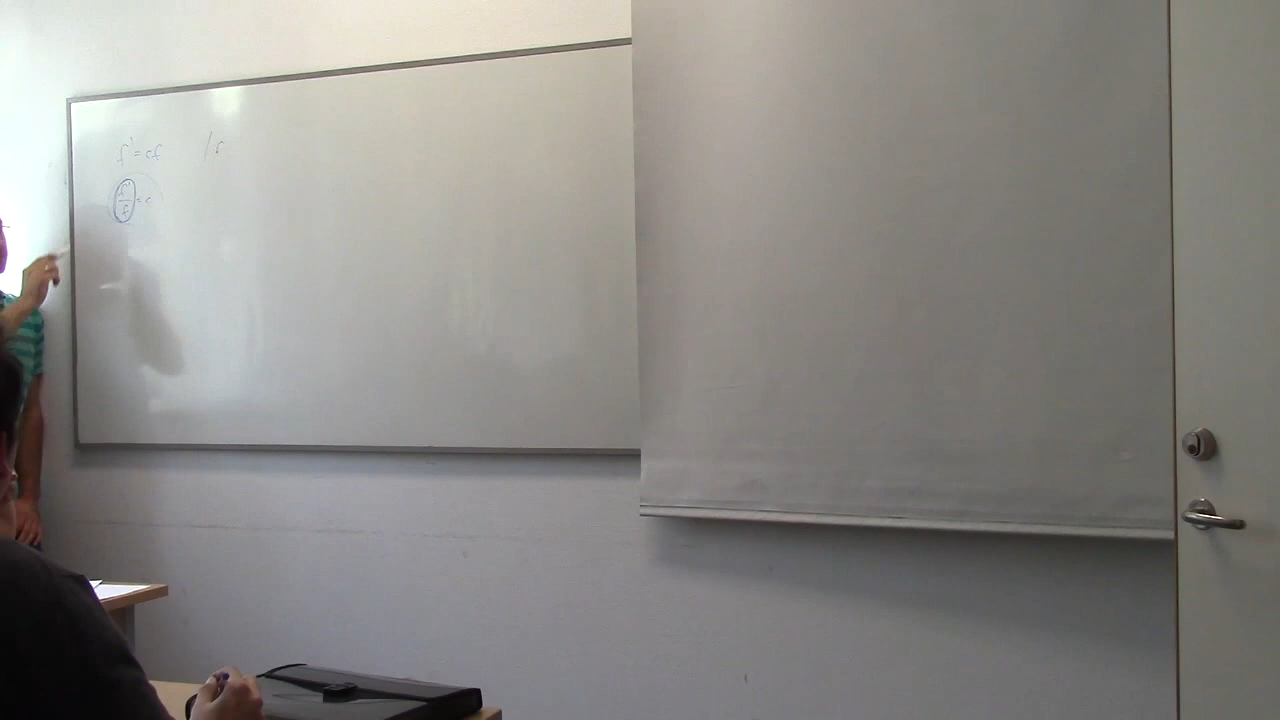 f' = cf /f
f'/f = c